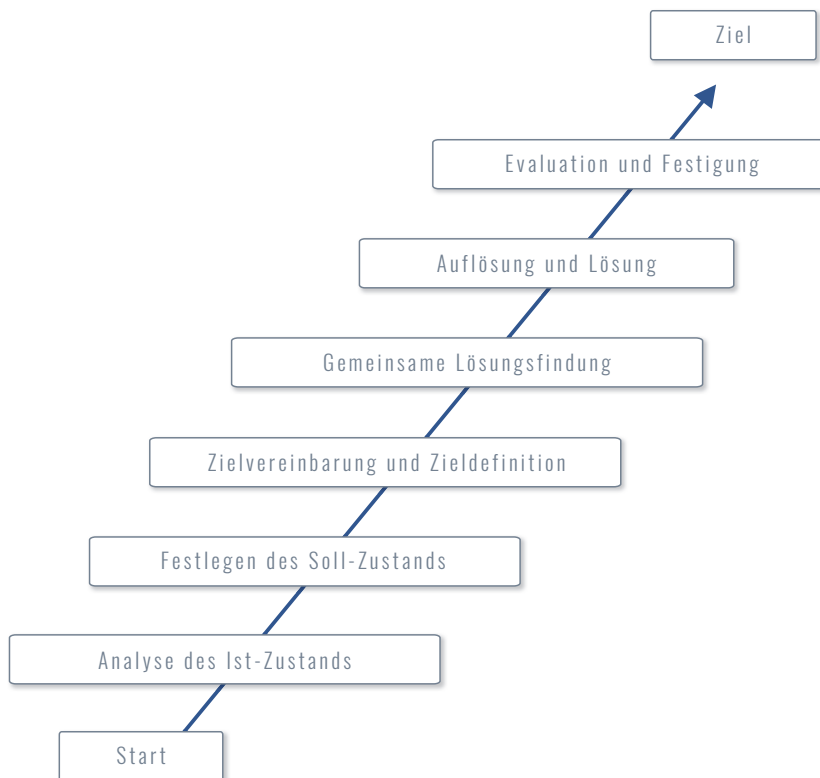 Ziel
Evaluation und Festigung
Auflösung und Lösung
Gemeinsame Lösungsfindung
Zielvereinbarung und Zieldefinition
Festlegen des Soll-Zustands
Analyse des Ist-Zustands
Start